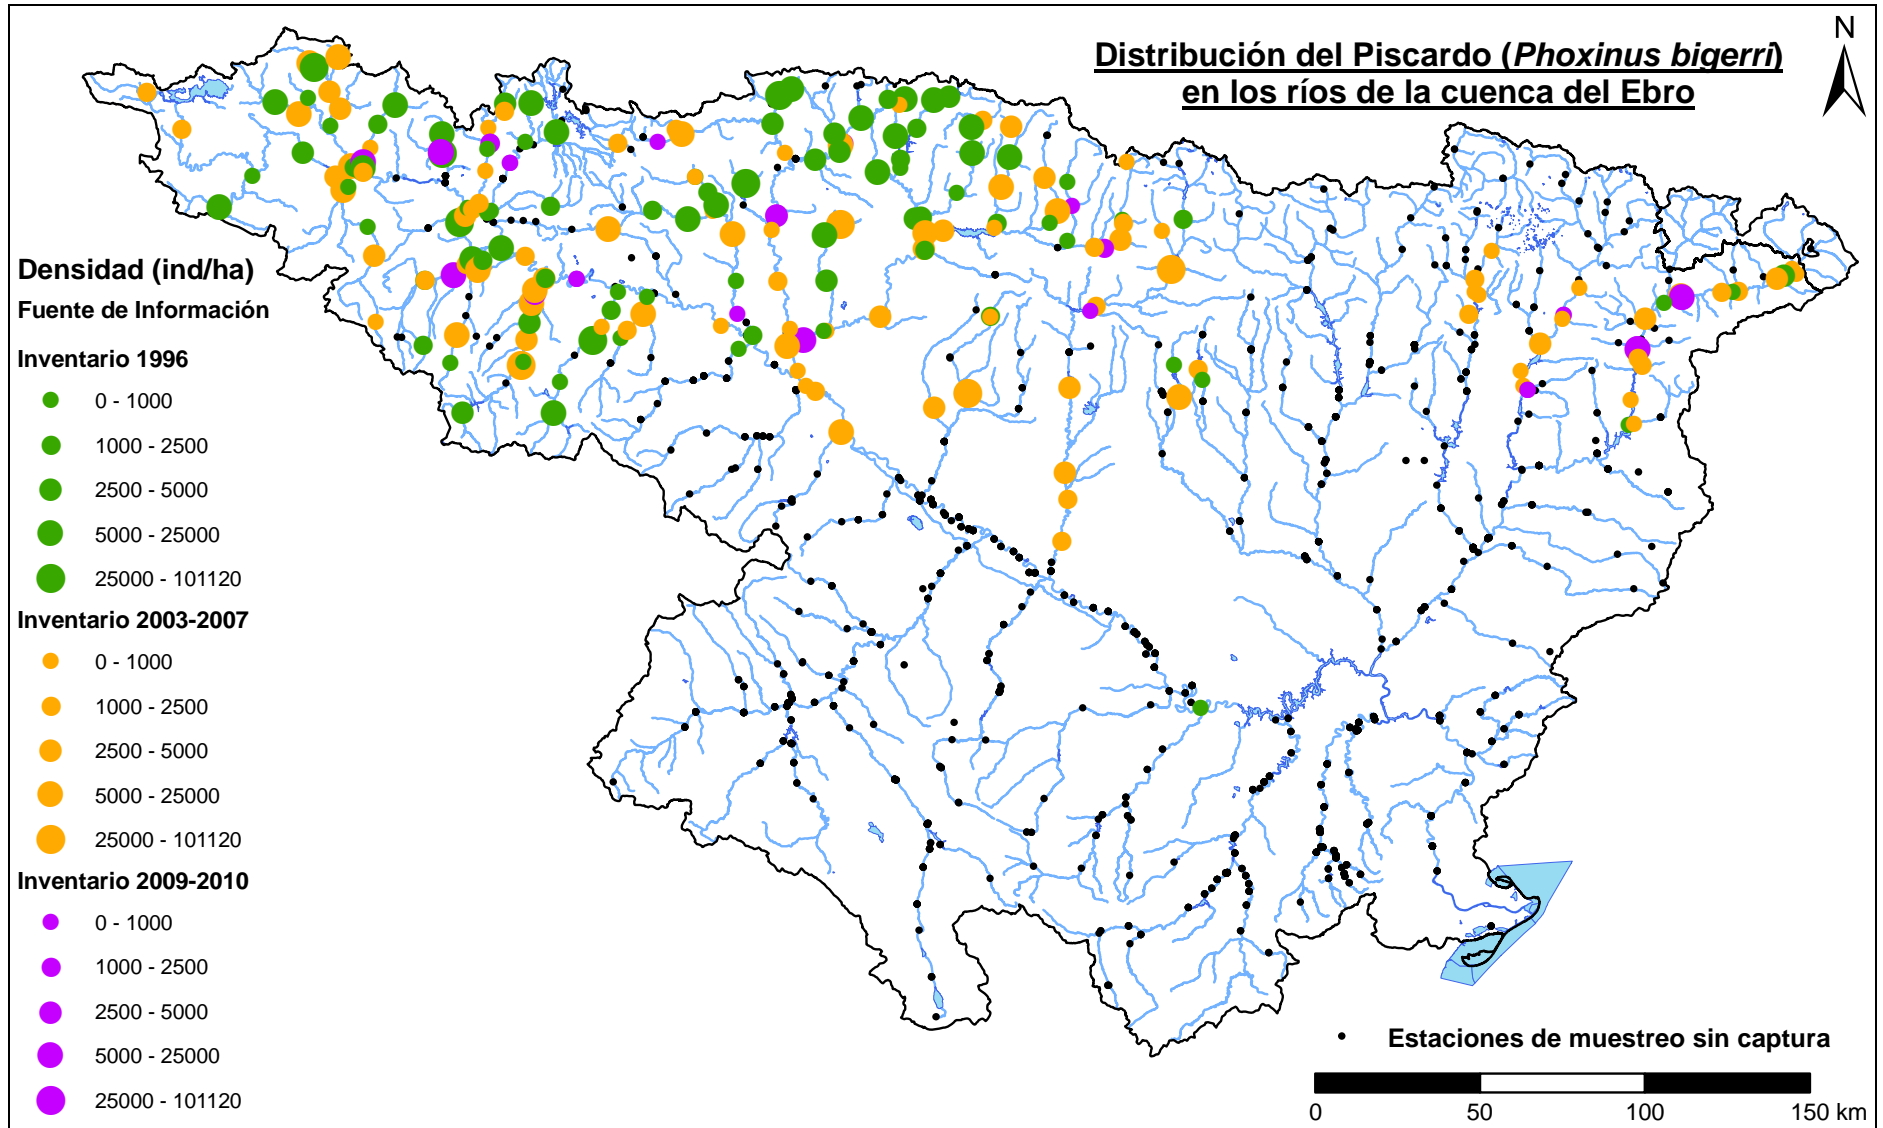 Distribución del Piscardo (Phoxinus bigerri)
en los ríos de la cuenca del Ebro
N
Densidad (ind/ha)
Fuente de Información
Inventario 1996
0 - 1000
1000 - 2500
2500 - 5000
5000 - 25000
25000 - 101120
Inventario 2003-2007
0 - 1000
1000 - 2500
2500 - 5000
5000 - 25000
25000 - 101120
Inventario 2009-2010
0 - 1000
1000 - 2500
2500 - 5000
5000 - 25000
25000 - 101120
Estaciones de muestreo sin captura
0 50 100 150 km